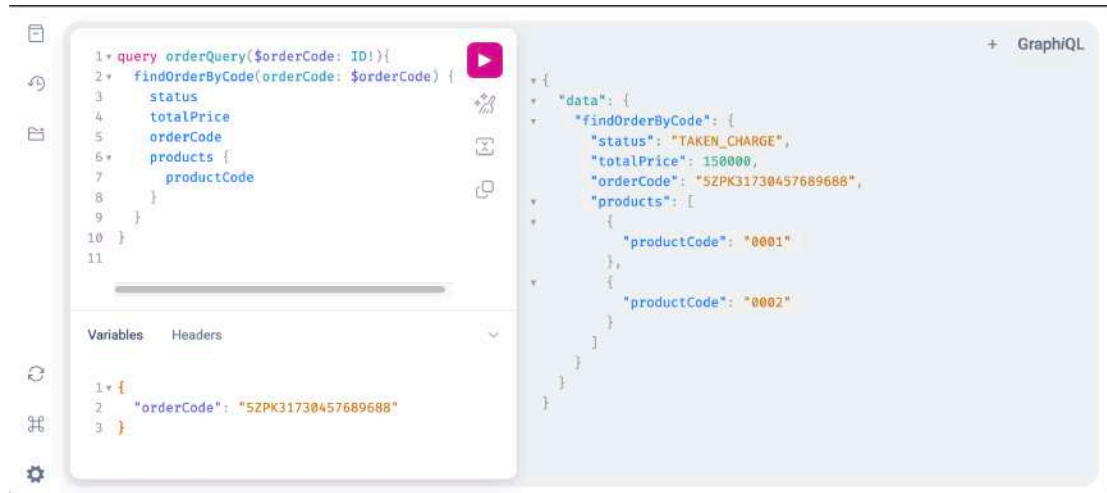 1 query orderQuery($orderCode: ID!){
2 findOrderByCode(orderCode: $orderCode) {
3 status
4 totalPrice
5 orderCode
6 products {
7 productCode
8 }
9 }
10 }
11
Variables Headers
1 {
2 "orderCode": "5ZPK31730457689688"
3 }
+ GraphiQL
{
"data": {
"findOrderByCode": {
"status": "TAKEN_CHARGE",
"totalPrice": 150000,
"orderCode": "5ZPK31730457689688",
"products": [
{
"productCode": "0001"
},
{
"productCode": "0002"
}
]
}
}
}